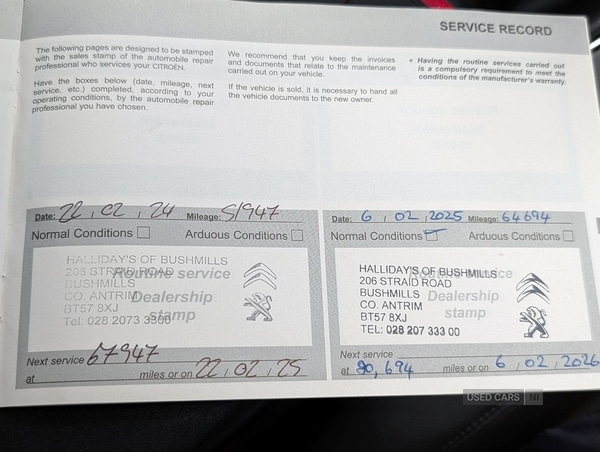 SERVICE RECORD
The following pages are designed to be stamped
with the sales stamp of the automobile repair
professional who services your CITROËN.
Have the boxes below (date, mileage, next
service, etc.) completed, according to your
operating conditions, by the automobile repair
professional you have chosen.
We recommend that you keep the invoices
and documents that relate to the maintenance
carried out on your vehicle.
If the vehicle is sold, it is necessary to hand all
the vehicle documents to the new owner.
• Having the routine services carried out
is a compulsory requirement to meet the
conditions of the manufacturer's warranty.
Date: 22, 02, 24 Mileage: 51947
Normal Conditions Arduous Conditions
Routine service
Dealership
stamp
HALLIDAY'S OF BUSHMILLS
206 STRAID ROAD
BUSHMILLS
CO. ANTRIM
BT57 8XJ
Tel: 028 2073 3300
Next service
at 67947 miles or on 22, 02, 25
Date: 6, 02, 2025 Mileage: 64694
Normal Conditions Arduous Conditions
Routine service
Dealership
stamp
HALLIDAY'S OF BUSHMILLS
206 STRAID ROAD
BUSHMILLS
CO. ANTRIM
BT57 8XJ
TEL: 028 207 333 00
Next service
at 80,694 miles or on 6, 02, 2026
USED CARS NI